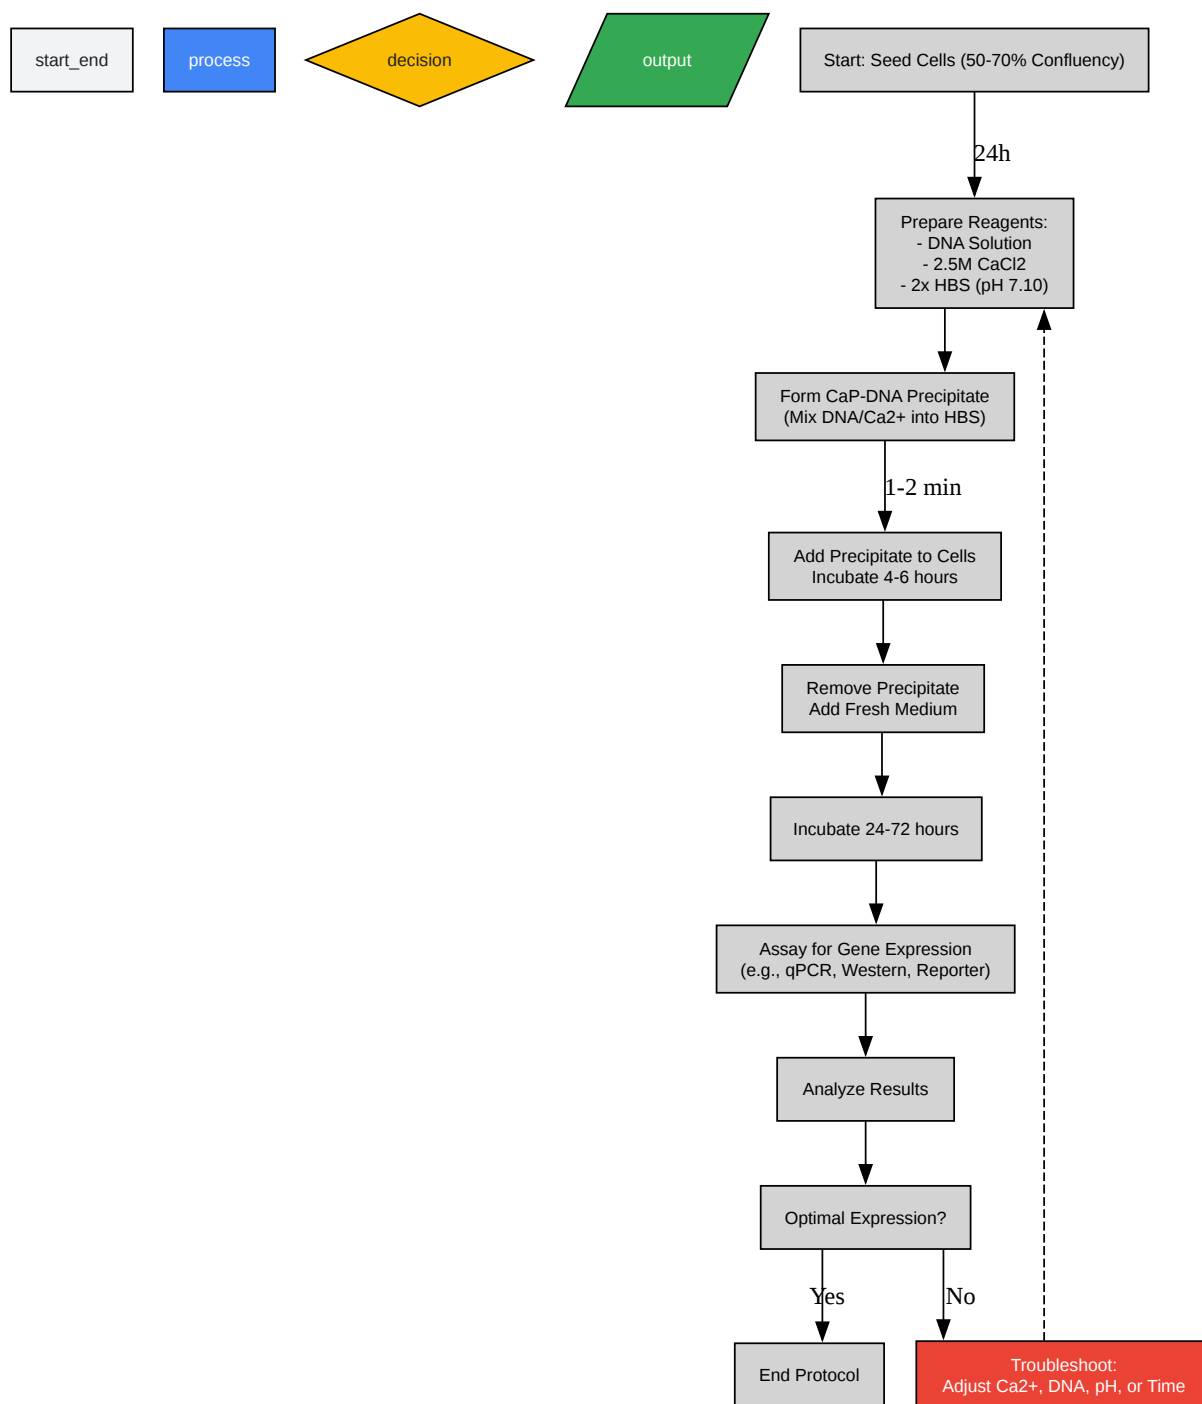 start_end
process
decision
output
Start: Seed Cells (50-70% Confluency)
24h
Prepare Reagents:
- DNA Solution
- 2.5M CaCl2
- 2x HBS (pH 7.10)
Form CaP-DNA Precipitate
(Mix DNA/Ca2+ into HBS)
1-2 min
Add Precipitate to Cells
Incubate 4-6 hours
Remove Precipitate
Add Fresh Medium
Incubate 24-72 hours
Assay for Gene Expression
(e.g., qPCR, Western, Reporter)
Analyze Results
Optimal Expression?
Yes
No
End Protocol
Troubleshoot:
Adjust Ca2+, DNA, pH, or Time